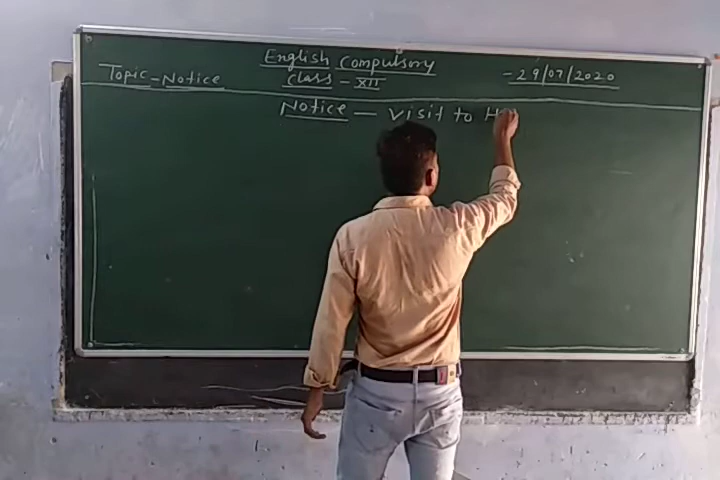 English Compulsory
Class - XII
Topic - Notice
- 29/07/2020
Notice - Visit to